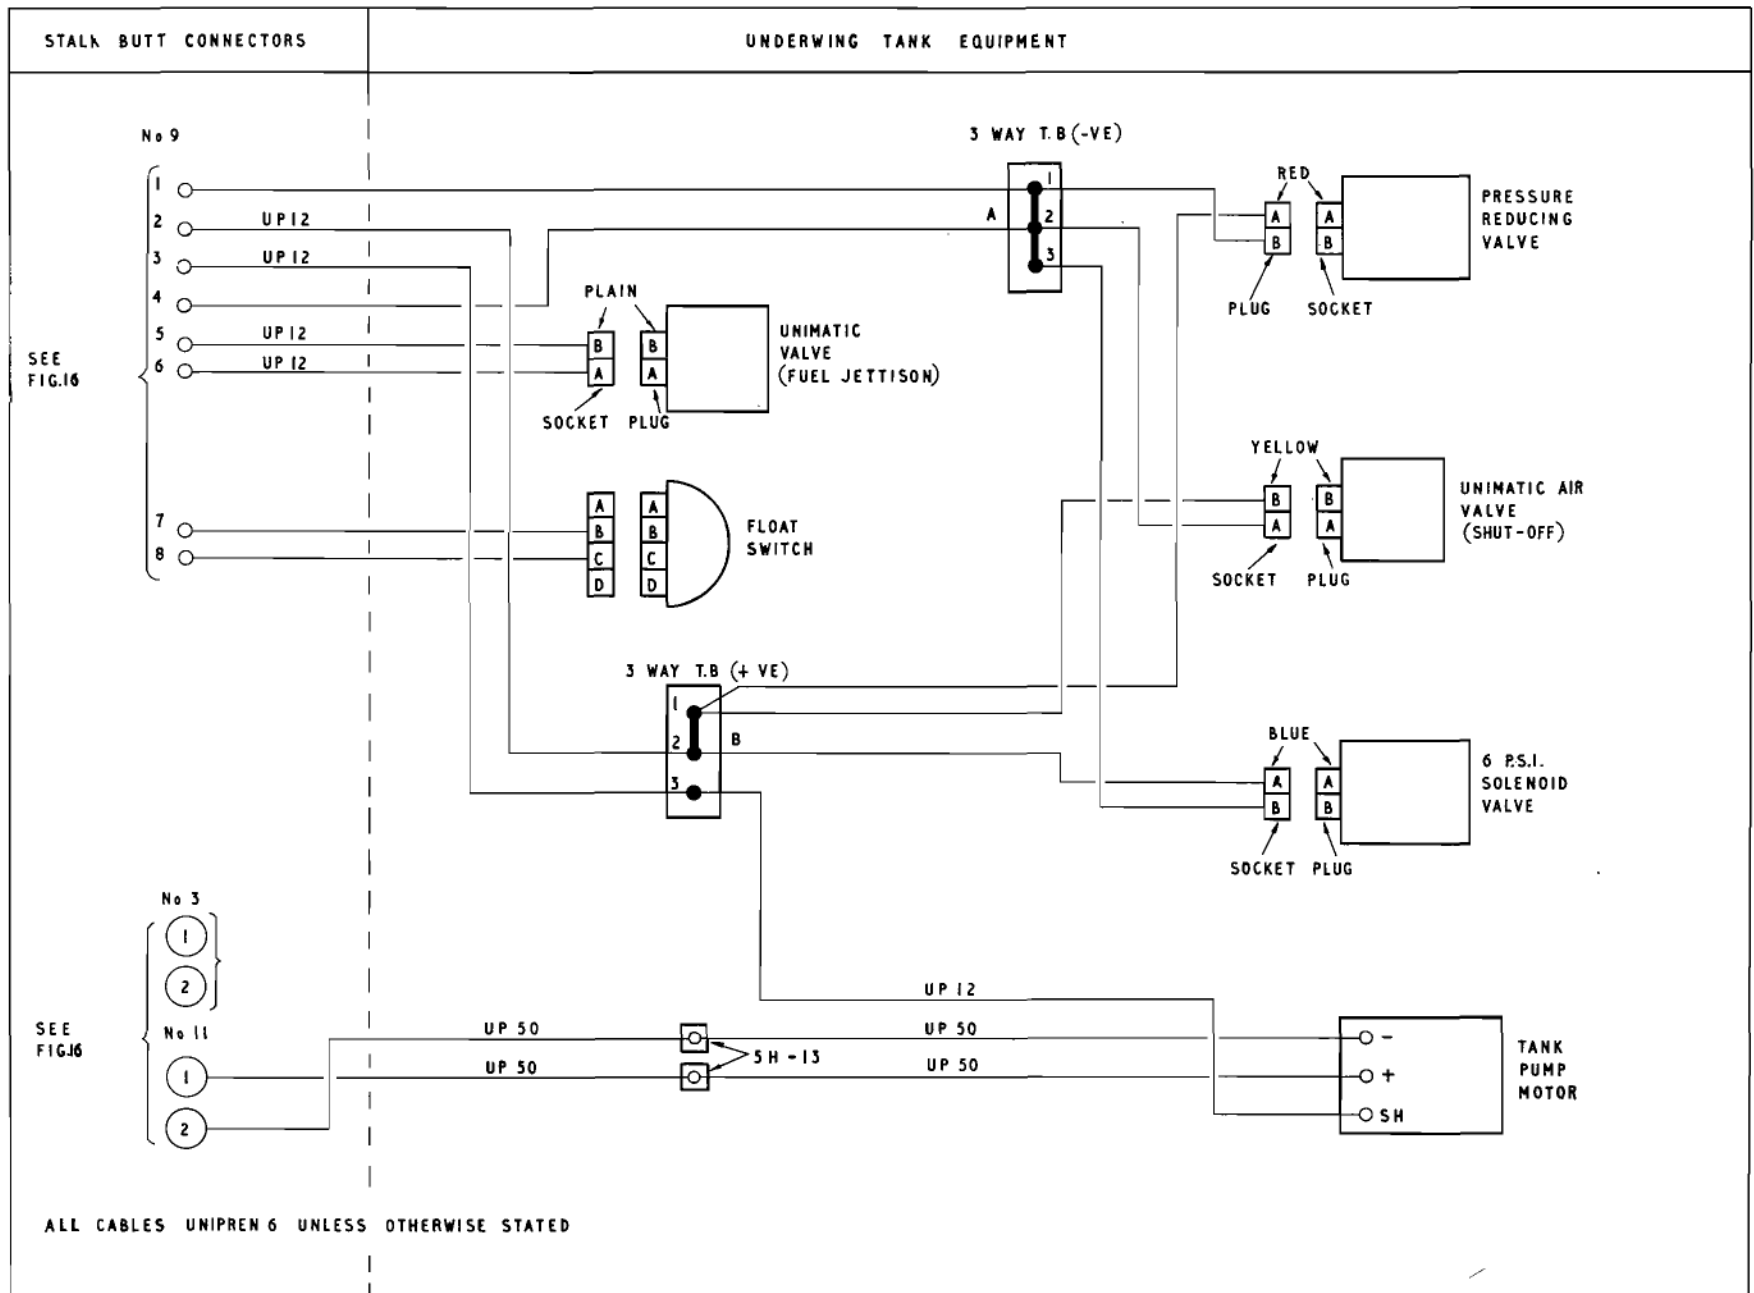 STALK BUTT CONNECTORS
UNDERWING TANK EQUIPMENT
No 9
3 WAY T.B (-VE)
1
2
UP 12
3
UP 12
4
5
UP 12
6
UP 12
7
8
SEE
FIG.16
A
1
2
3
RED
A
B
A
B
PLUG
SOCKET
PRESSURE
REDUCING
VALVE
PLAIN
B
A
B
A
SOCKET
PLUG
UNIMATIC
VALVE
(FUEL JETTISON)
A
B
C
D
A
B
C
D
FLOAT
SWITCH
YELLOW
B
A
B
A
SOCKET
PLUG
UNIMATIC AIR
VALVE
(SHUT-OFF)
3 WAY T.B (+ VE)
1
2
3
B
BLUE
A
B
A
B
SOCKET
PLUG
6 P.S.I.
SOLENOID
VALVE
No 3
1
2
No 11
1
2
SEE
FIG.16
UP 12
UP 50
UP 50
5H-13
UP 50
UP 50
-
+
SH
TANK
PUMP
MOTOR
ALL CABLES UNIPREN 6 UNLESS OTHERWISE STATED